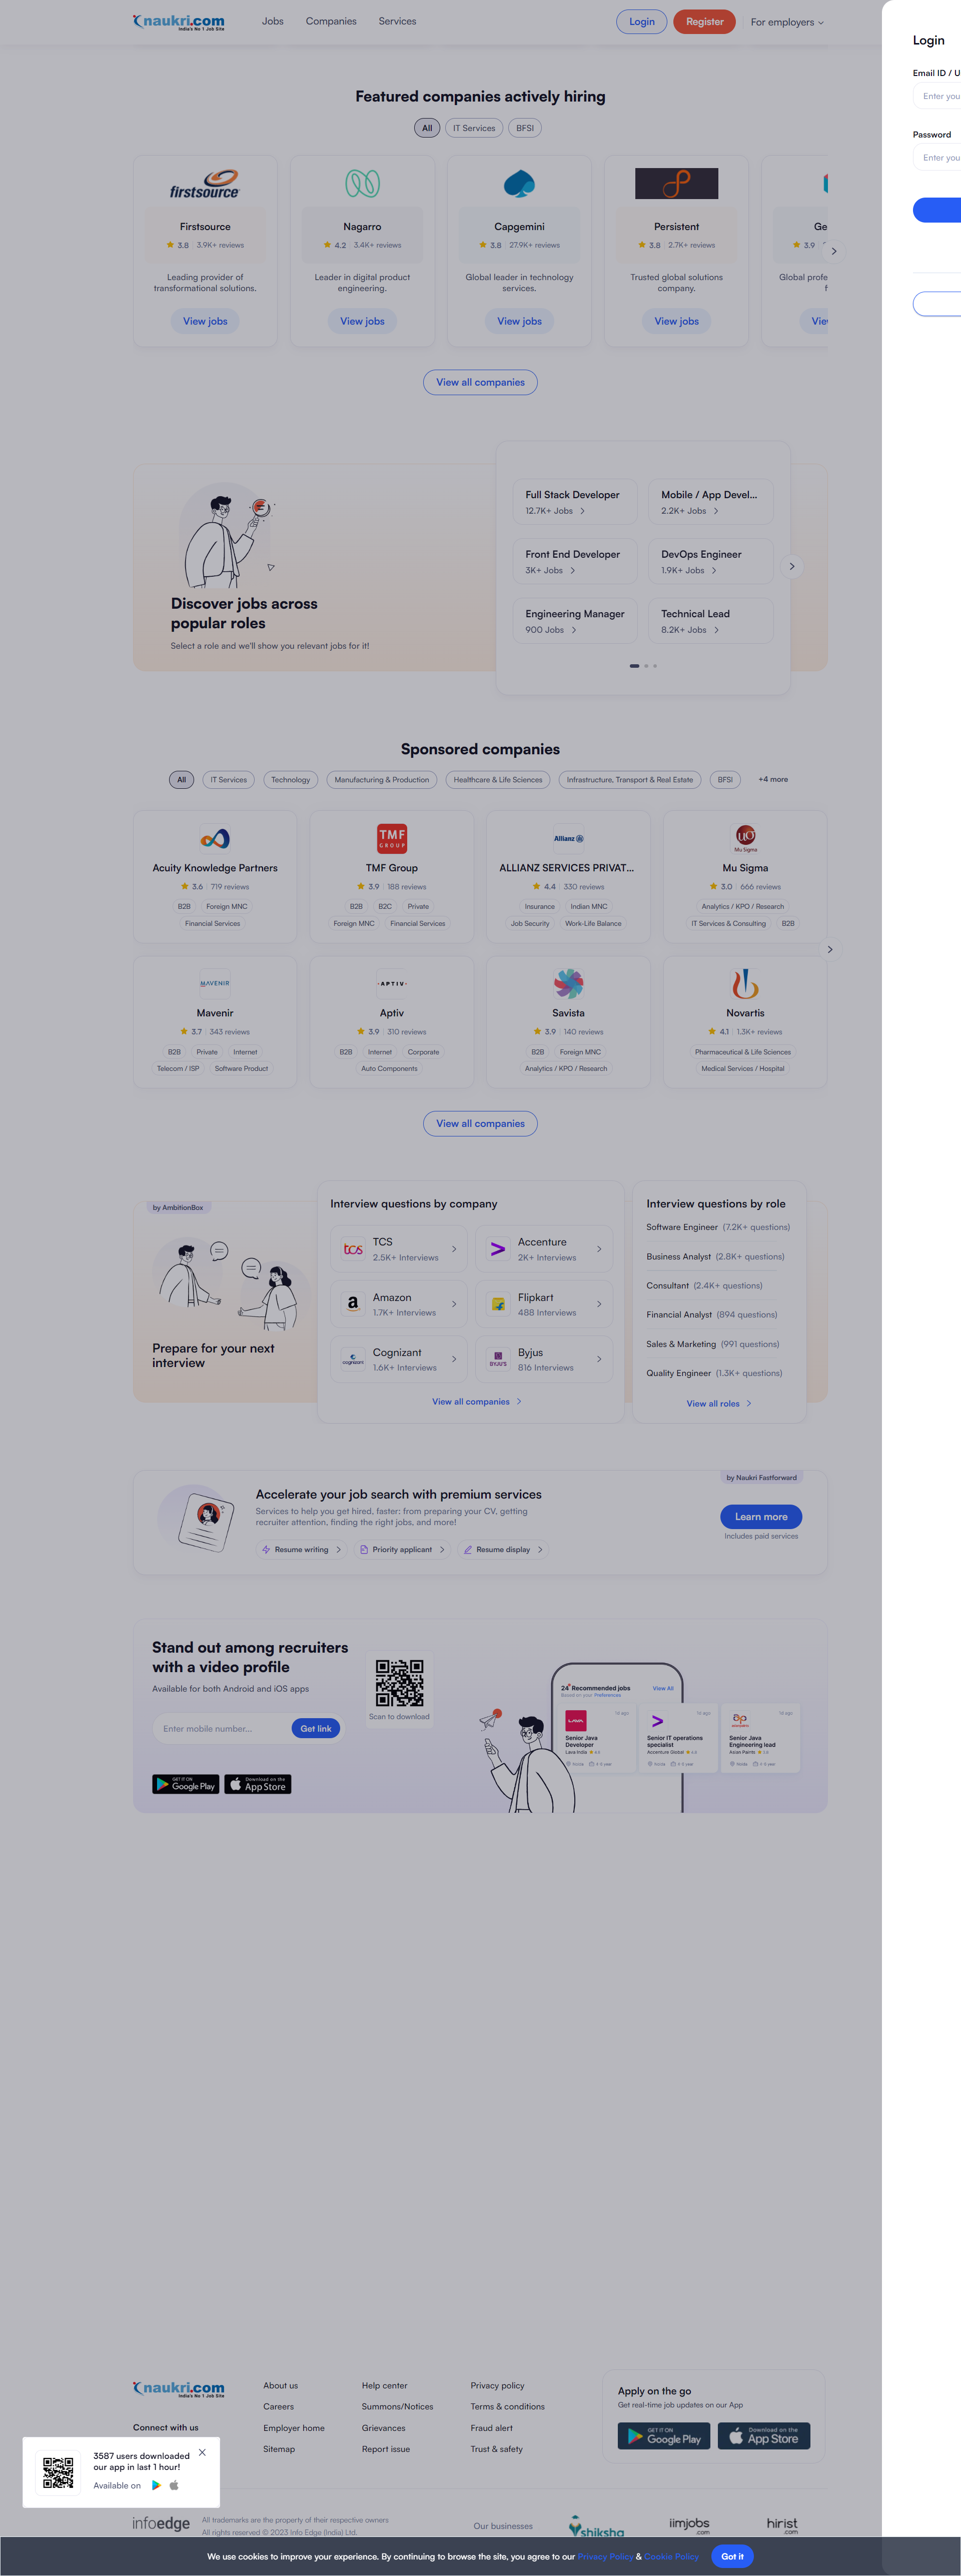 naukri.com
India's No 1 Job Site
Jobs
Companies
Services
Login
Register
For employers
Login
Email ID / U
Enter you
Password
Enter you
Featured companies actively hiring
All
IT Services
BFSI
firstsource
Firstsource
3.8 3.9K+ reviews
Leading provider of
transformational solutions.
View jobs
Nagarro
4.2 3.4K+ reviews
Leader in digital product
engineering.
View jobs
Capgemini
3.8 27.9K+ reviews
Global leader in technology
services.
View jobs
Persistent
3.8 2.7K+ reviews
Trusted global solutions
company.
View jobs
Ge
3.9
Global profe
f
Vie
View all companies
Discover jobs across
popular roles
Select a role and we'll show you relevant jobs for it!
Full Stack Developer
12.7K+ Jobs
Mobile / App Devel...
2.2K+ Jobs
Front End Developer
3K+ Jobs
DevOps Engineer
1.9K+ Jobs
Engineering Manager
900 Jobs
Technical Lead
8.2K+ Jobs
Sponsored companies
All
IT Services
Technology
Manufacturing & Production
Healthcare & Life Sciences
Infrastructure, Transport & Real Estate
BFSI
+4 more
Acuity Knowledge Partners
3.6 719 reviews
B2B Foreign MNC
Financial Services
TMF
GROUP
TMF Group
3.9 188 reviews
B2B B2C Private
Foreign MNC Financial Services
Allianz
ALLIANZ SERVICES PRIVAT...
4.4 330 reviews
Insurance Indian MNC
Job Security Work-Life Balance
Mu Sigma
Mu Sigma
3.0 666 reviews
Analytics / KPO / Research
IT Services & Consulting B2B
MAVENIR
Mavenir
3.7 343 reviews
B2B Private Internet
Telecom / ISP Software Product
• APTIV •
Aptiv
3.9 310 reviews
B2B Internet Corporate
Auto Components
Savista
3.9 140 reviews
B2B Foreign MNC
Analytics / KPO / Research
Novartis
4.1 1.3K+ reviews
Pharmaceutical & Life Sciences
Medical Services / Hospital
View all companies
by AmbitionBox
Prepare for your next
interview
Interview questions by company
tcs
TCS
2.5K+ Interviews
Accenture
2K+ Interviews
Amazon
1.7K+ Interviews
Flipkart
488 Interviews
cognizant
Cognizant
1.6K+ Interviews
BYJU'S
Byjus
816 Interviews
View all companies
Interview questions by role
Software Engineer (7.2K+ questions)
Business Analyst (2.8K+ questions)
Consultant (2.4K+ questions)
Financial Analyst (894 questions)
Sales & Marketing (991 questions)
Quality Engineer (1.3K+ questions)
View all roles
by Naukri Fastforward
Accelerate your job search with premium services
Services to help you get hired, faster: from preparing your CV, getting
recruiter attention, finding the right jobs, and more!
Resume writing
Priority applicant
Resume display
Learn more
Includes paid services
Stand out among recruiters
with a video profile
Available for both Android and iOS apps
Enter mobile number...
Get link
GET IT ON
Google Play
Download on the
App Store
Scan to download
24 Recommended jobs
View All
Based on your Preferences
LAVA
1d ago
Senior Java
Developer
Lava India
Noida
1d ago
Senior IT operations
specialist
Accenture Global
Noida
1d ago
Senior Java
Engineering lead
Asian Paints
Noida
naukri.com
India's No 1 Job Site
Connect with us
About us
Careers
Employer home
Sitemap
Help center
Summons/Notices
Grievances
Report issue
Privacy policy
Terms & conditions
Fraud alert
Trust & safety
Apply on the go
Get real-time job updates on our App
GET IT ON
Google Play
Download on the
App Store
3587 users downloaded
our app in last 1 hour!
Available on
infoedge
All trademarks are the property of their respective owners
All rights reserved © 2023 Info Edge (India) Ltd.
Our businesses
shiksha
iimjobs
.com
hirist
.com
We use cookies to improve your experience. By continuing to browse the site, you agree to our Privacy Policy & Cookie Policy
Got it